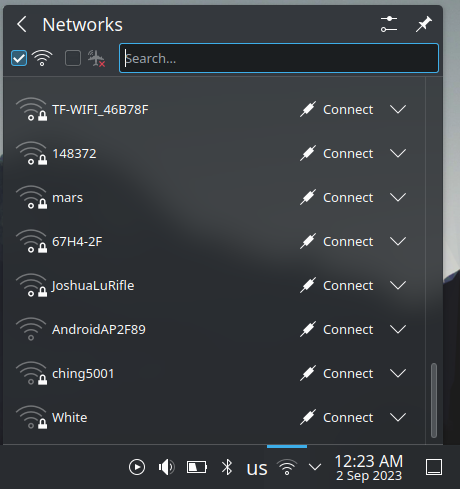 Networks
Search...
TF-WIFI_46B78F Connect
148372 Connect
mars Connect
67H4-2F Connect
JoshuaLuRifle Connect
AndroidAP2F89 Connect
ching5001 Connect
White Connect
us 12:23 AM
2 Sep 2023